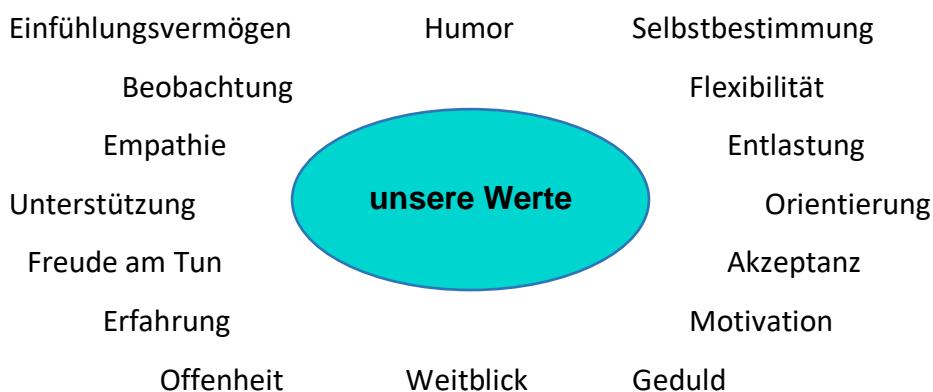 Einfühlungsvermögen Humor Selbstbestimmung
Beobachtung Flexibilität
Empathie Entlastung
unsere Werte
Unterstützung Orientierung
Freude am Tun Akzeptanz
Erfahrung Motivation
Offenheit Weitblick Geduld